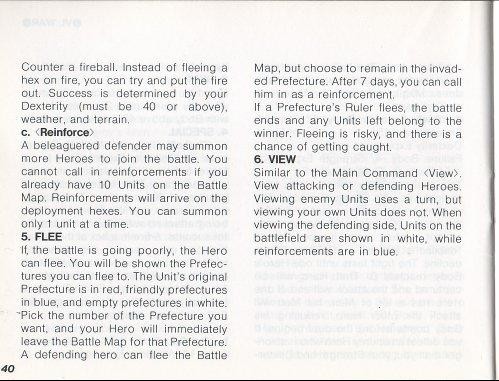 Counter a fireball. Instead of fleeing a
hex on fire, you can try and put the fire
out. Success is determined by your
Dexterity (must be 40 or above),
weather, and terrain.
c. <Reinforce>
A beleaguered defender may summon
more Heroes to join the battle. You
cannot call in reinforcements if you
already have 10 Units on the Battle
Map. Reinforcements will arrive on the
deployment hexes. You can summon
only 1 unit at a time.
5. FLEE
If, the battle is going poorly, the Hero
can flee. You will be shown the Prefec-
tures you can flee to. The Unit's original
Prefecture is in red, friendly prefectures
in blue, and empty prefectures in white.
Pick the number of the Prefecture you
want, and your Hero will immediately
leave the Battle Map for that Prefecture.
A defending hero can flee the Battle
40
Map, but choose to remain in the invad-
ed Prefecture. After 7 days, you can call
him in as a reinforcement,
If a Prefecture's Ruler flees, the battle
ends and any Units left belong to the
winner. Fleeing is risky, and there is a
chance of getting caught.
6. VIEW
Similar to the Main Command <View>.
View attacking or defending Heroes.
Viewing enemy Units uses a turn, but
viewing your own Units does not. When
viewing the defending side, Units on the
battlefield are shown in white, while
reinforcements are in blue.